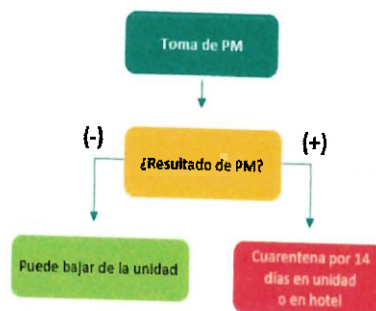 Toma de PM
(-)
¿Resultado de PM?
(+)
Puede bajar de la unidad
Cuarentena por 14
días en unidad
o en hotel